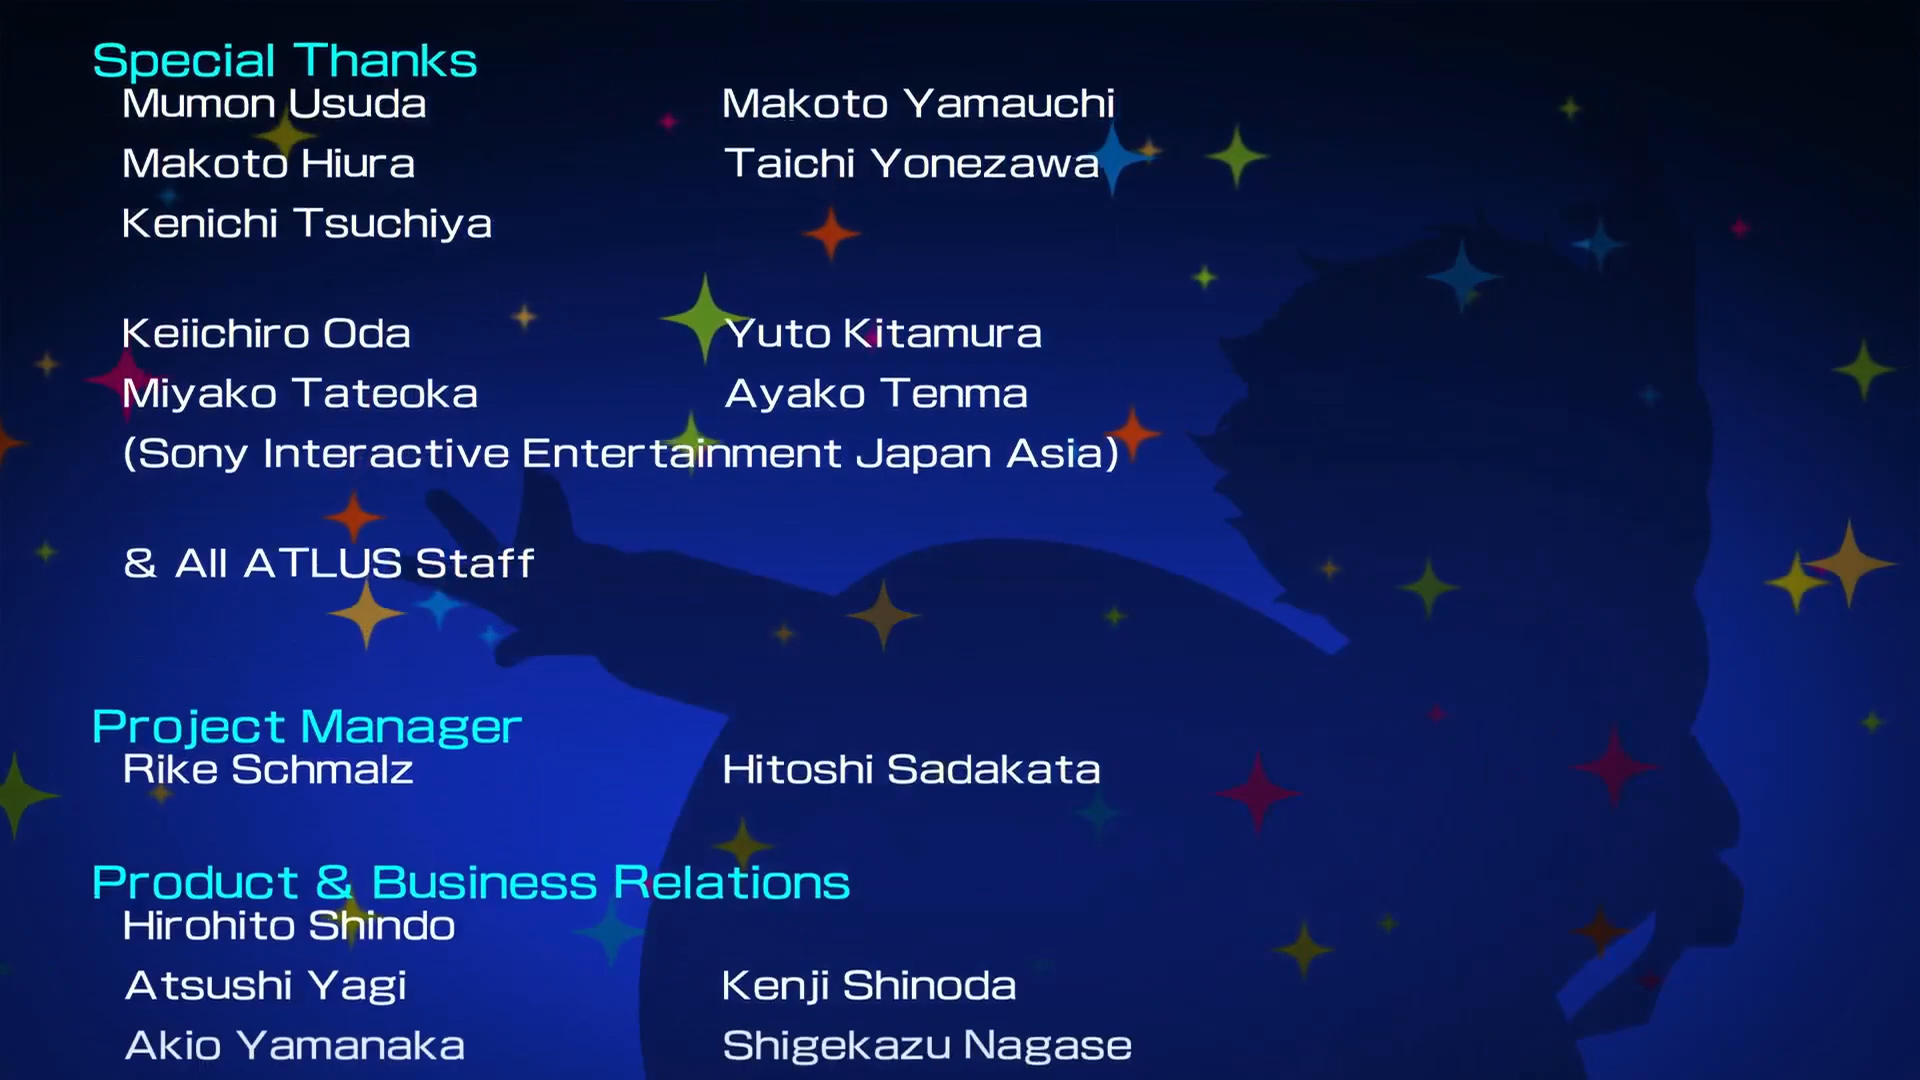 Special Thanks
Mumon Usuda Makoto Yamauchi
Makoto Hiura Taichi Yonezawa
Kenichi Tsuchiya
Keiichiro Oda Yuto Kitamura
Miyako Tateoka Ayako Tenma
(Sony Interactive Entertainment Japan Asia)
& All ATLUS Staff
Project Manager
Rike Schmalz Hitoshi Sadakata
Product & Business Relations
Hirohito Shindo
Atsushi Yagi Kenji Shinoda
Akio Yamanaka Shigekazu Nagase